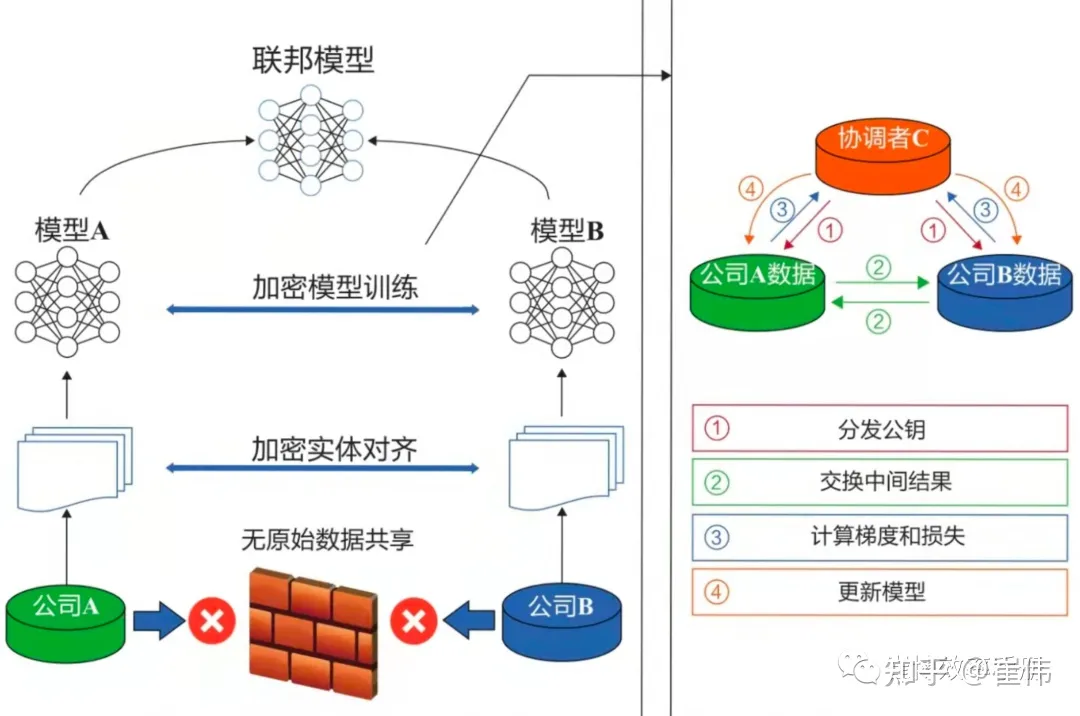 联邦模型
模型A
模型B
加密模型训练
加密实体对齐
无原始数据共享
公司A
公司B
协调者C
④
③
①
①
③
④
公司A数据
②
②
公司B数据
① 分发公钥
② 交换中间结果
③ 计算梯度和损失
④ 更新模型
知乎 @崔伟